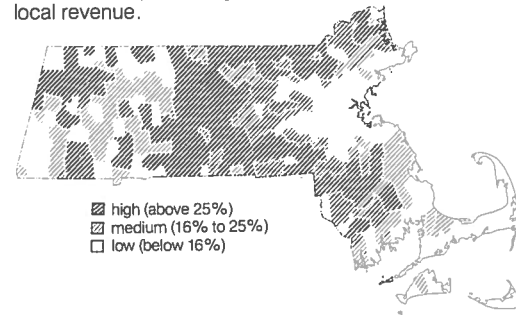 local revenue.
high (above 25%)
medium (16% to 25%)
low (below 16%)